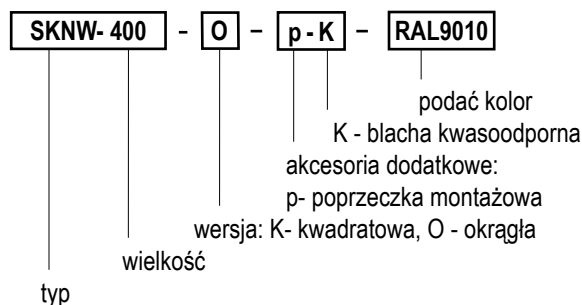 SKNW- 400 - O - p - K - RAL9010
podać kolor
K - blacha kwasoodporna
akcesoria dodatkowe:
p- poprzeczka montażowa
wersja: K- kwadratowa, O - okrągła
wielkość
typ